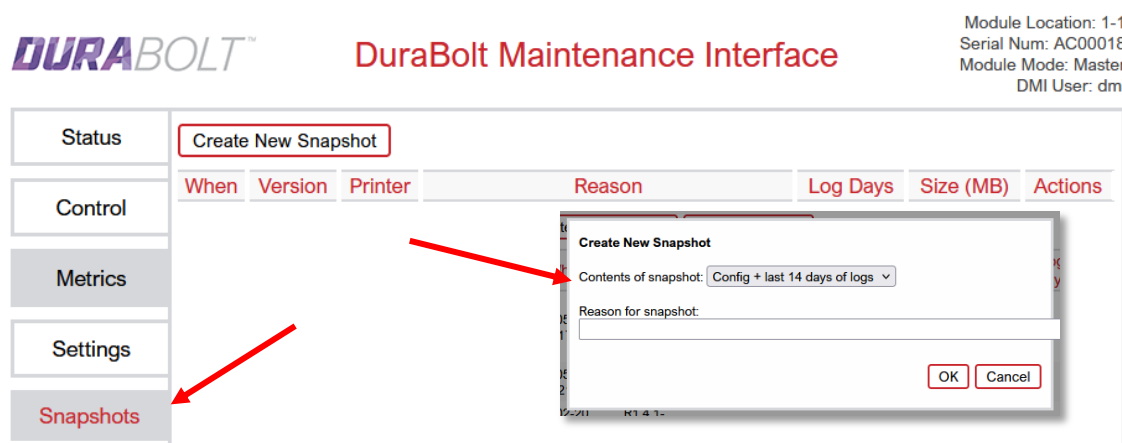 DURABOLT™
DuraBolt Maintenance Interface
Module Location: 1-1
Serial Num: AC00018
Module Mode: Master
DMI User: dm
Status
Control
Metrics
Settings
Snapshots
Create New Snapshot
When Version Printer Reason Log Days Size (MB) Actions
Create New Snapshot
Contents of snapshot: Config + last 14 days of logs
Reason for snapshot:
OK Cancel